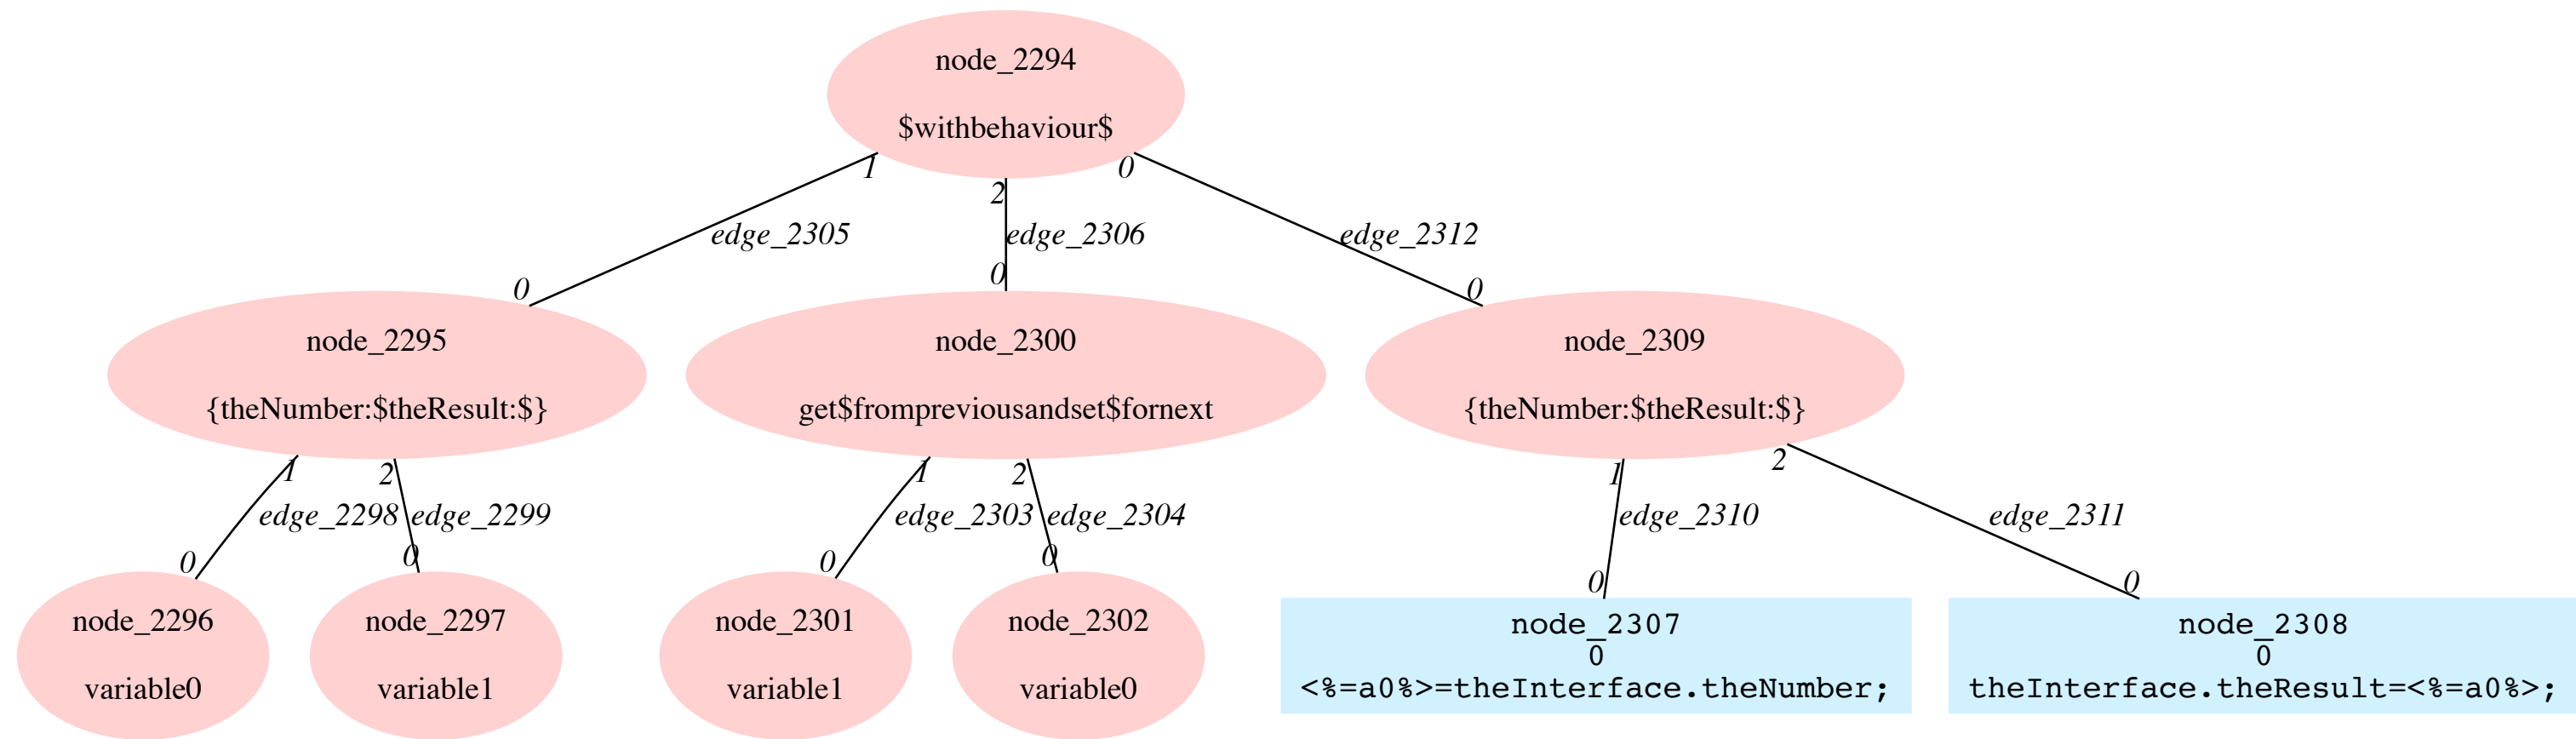 node_2294
$withbehaviour$
1
2
0
edge_2305
edge_2306
edge_2312
0
0
0
node_2295
{theNumber:$theResult:$}
node_2300
get$frompreviousandset$fornext
node_2309
{theNumber:$theResult:$}
1
2
1
2
1
2
edge_2298
edge_2299
edge_2303
edge_2304
edge_2310
edge_2311
0
0
0
0
0
0
node_2296
variable0
node_2297
variable1
node_2301
variable1
node_2302
variable0
node_2307
0
<%=a0%>=theInterface.theNumber;
node_2308
0
theInterface.theResult=<%=a0%>;